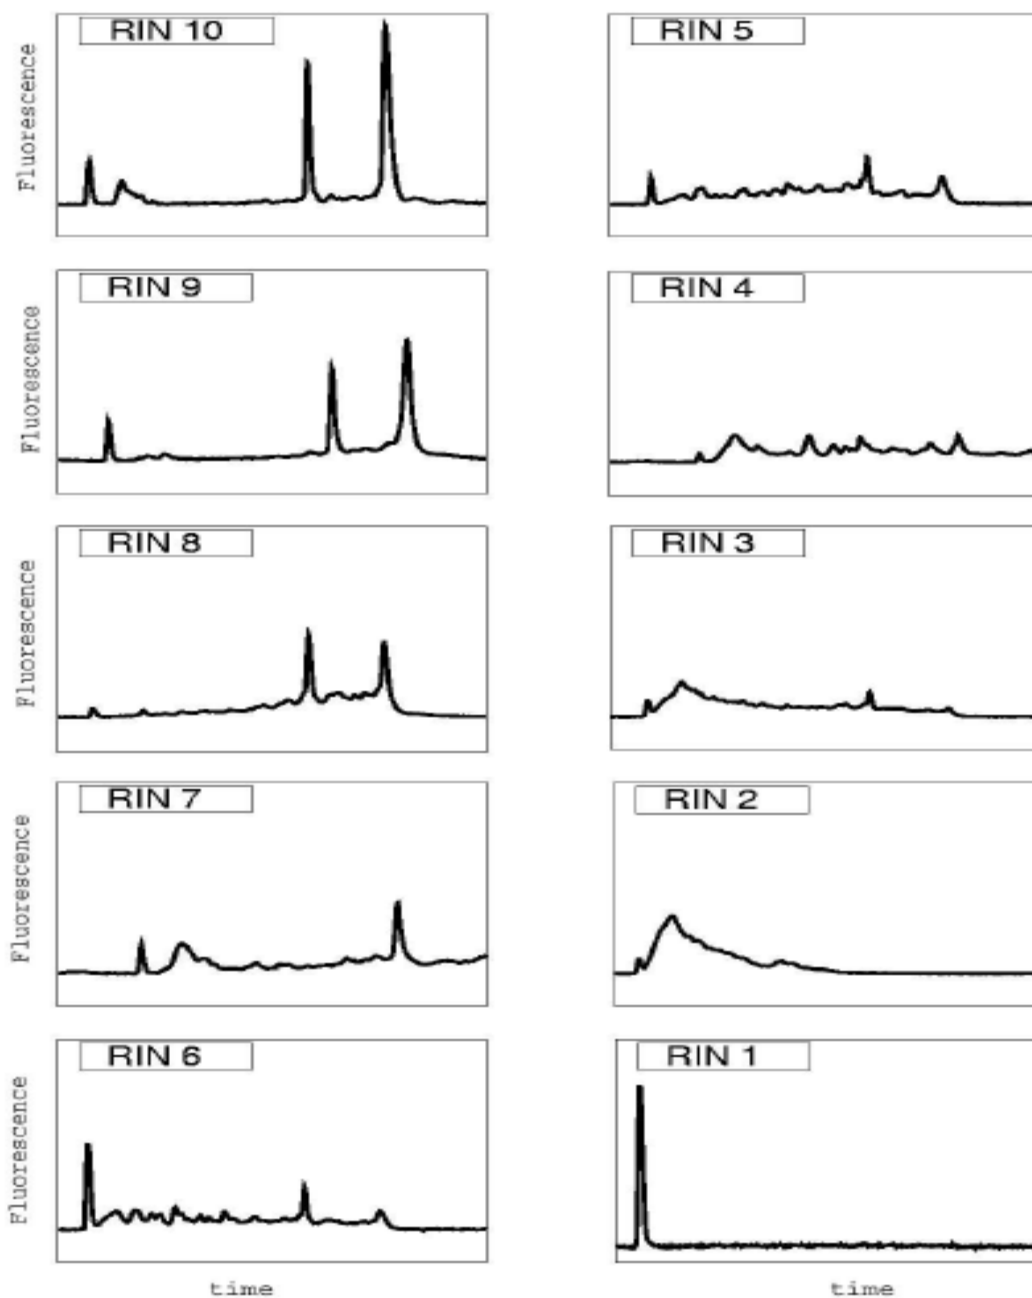 RIN 10
Fluorescence
RIN 5
RIN 9
Fluorescence
RIN 4
RIN 8
Fluorescence
RIN 3
RIN 7
Fluorescence
RIN 2
RIN 6
Fluorescence
RIN 1
time
time